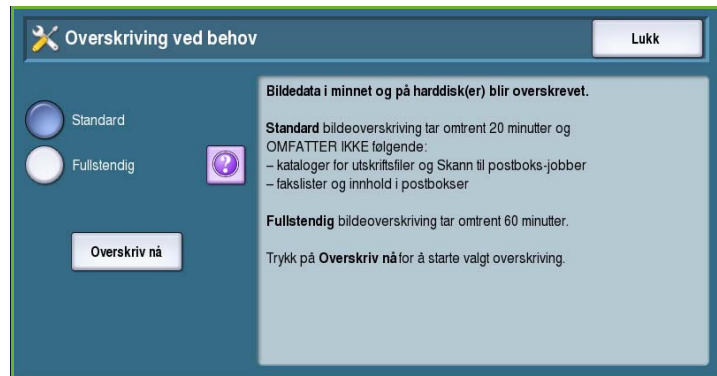 Overskriving ved behov
Lukk
Standard
Fullstendig
?
Overskriv nå
Bildedata i minnet og på harddisk(er) blir overskrevet.
Standard bildeoverskriving tar omtrent 20 minutter og
OMFATTER IKKE følgende:
– kataloger for utskriftsfiler og Skann til postboks-jobber
– fakslister og innhold i postbokser
Fullstendig bildeoverskriving tar omtrent 60 minutter.
Trykk på Overskriv nå for å starte valgt overskriving.